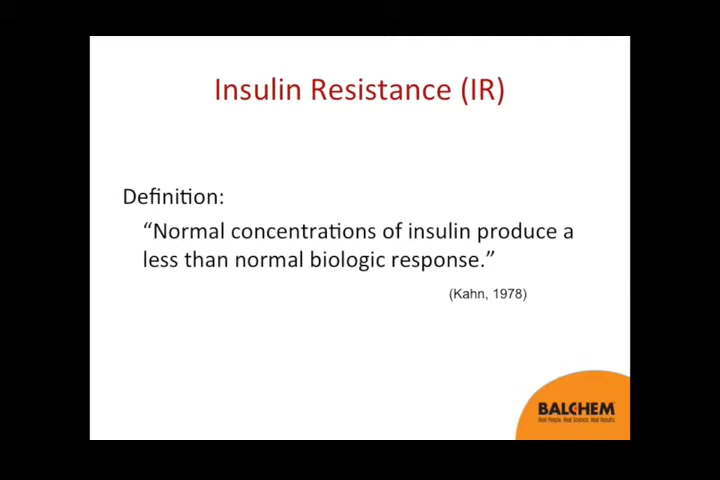 Insulin Resistance (IR)
Definition:
“Normal concentrations of insulin produce a
less than normal biologic response.”
(Kahn, 1978)
BALCHEM
Real People. Real Science. Real Results.